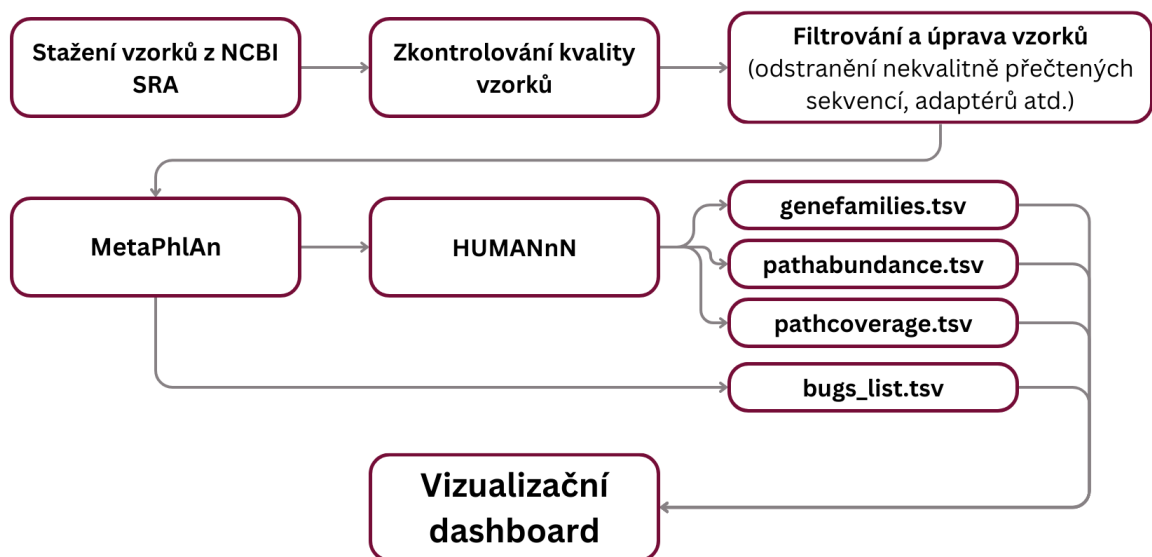 Stažení vzorků z NCBI
SRA
Zkontrolování kvality
vzorků
Filtrování a úprava vzorků
(odstranění nekvalitně přečtených
sekvencí, adaptérů atd.)
MetaPhlAn
HUMANnN
genefamilies.tsv
pathabundance.tsv
pathcoverage.tsv
bugs_list.tsv
Vizualizační
dashboard